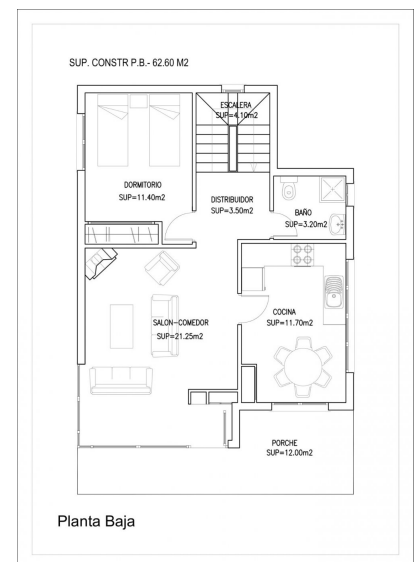 SUP. CONSTR P.B.- 62.60 M2
ESCALERA
SUP=4.10m2
DORMITORIO
SUP=11.40m2
DISTRIBUIDOR
SUP=3.50m2
BAÑO
SUP=3.20m2
SALON-COMEDOR
SUP=21.25m2
COCINA
SUP=11.70m2
PORCHE
SUP=12.00m2
Planta Baja